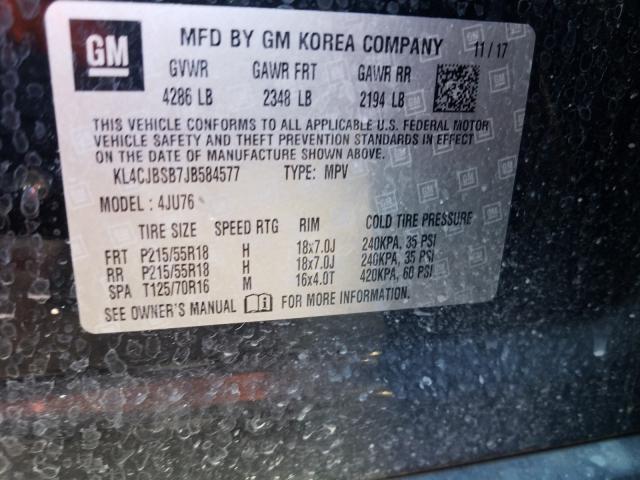 GM MFD BY GM KOREA COMPANY 11/17
GVWR GAWR FRT GAWR RR
4286 LB 2348 LB 2194 LB
THIS VEHICLE CONFORMS TO ALL APPLICABLE U.S. FEDERAL MOTOR
VEHICLE SAFETY AND THEFT PREVENTION STANDARDS IN EFFECT
ON THE DATE OF MANUFACTURE SHOWN ABOVE.
KL4CJBSB7JB584577 TYPE: MPV
MODEL: 4JU76
TIRE SIZE SPEED RTG RIM COLD TIRE PRESSURE
FRT P215/55R18 H 18x7.0J 240KPA, 35 PSI
RR P215/55R18 H 18x7.0J 240KPA, 35 PSI
SPA T125/70R16 M 16x4.0T 420KPA, 60 PSI
SEE OWNER'S MANUAL FOR MORE INFORMATION.